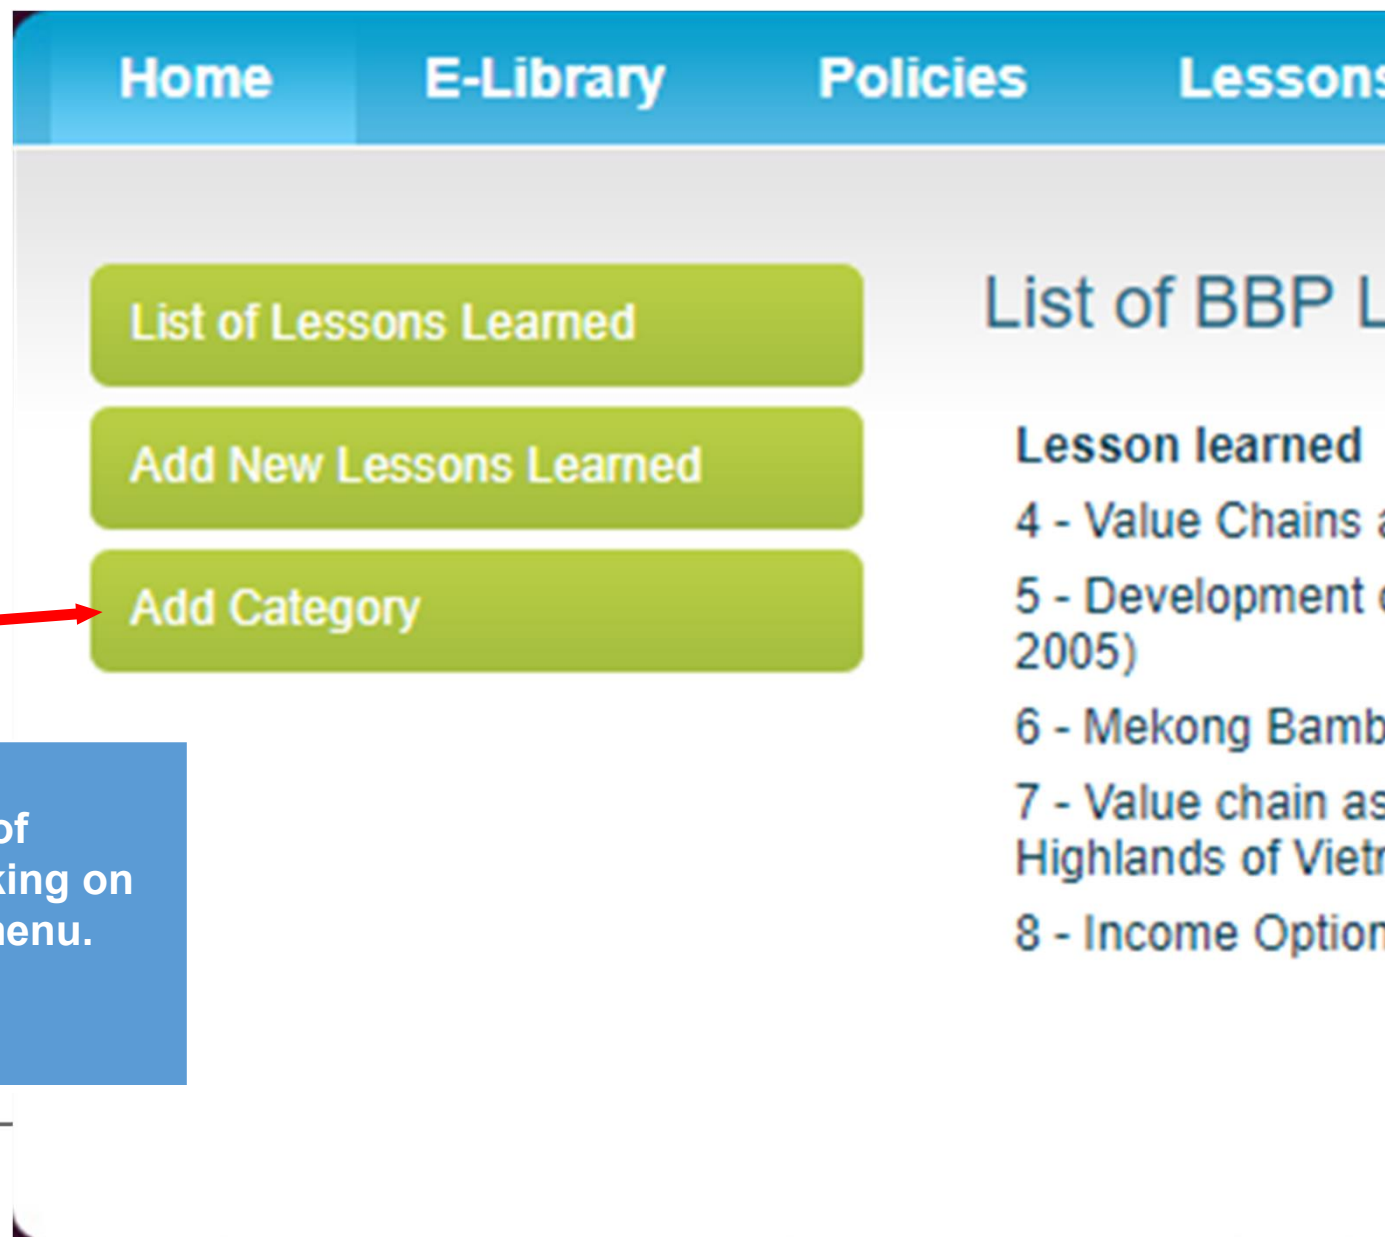 Home E-Library Policies Lessons
List of Lessons Learned
Add New Lessons Learned
Add Category
List of BBP L
Lesson learned
4 - Value Chains
5 - Development
2005)
6 - Mekong Bamb
7 - Value chain as
Highlands of Viet
8 - Income Option
of
king on
menu.